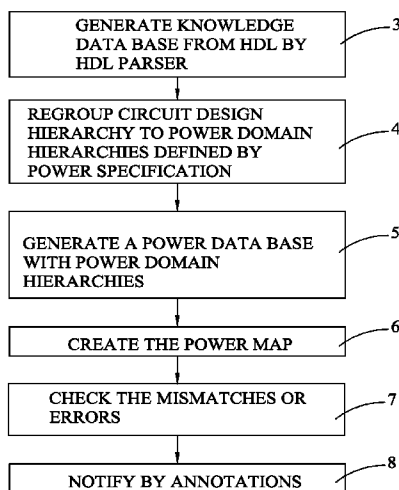 GENERATE KNOWLEDGE
DATA BASE FROM HDL BY
HDL PARSER
3
REGROUP CIRCUIT DESIGN
HIERARCHY TO POWER DOMAIN
HIERARCHIES DEFINED BY
POWER SPECIFICATION
4
GENERATE A POWER DATA BASE
WITH POWER DOMAIN
HIERARCHIES
5
CREATE THE POWER MAP
6
CHECK THE MISMATCHES OR
ERRORS
7
NOTIFY BY ANNOTATIONS
8